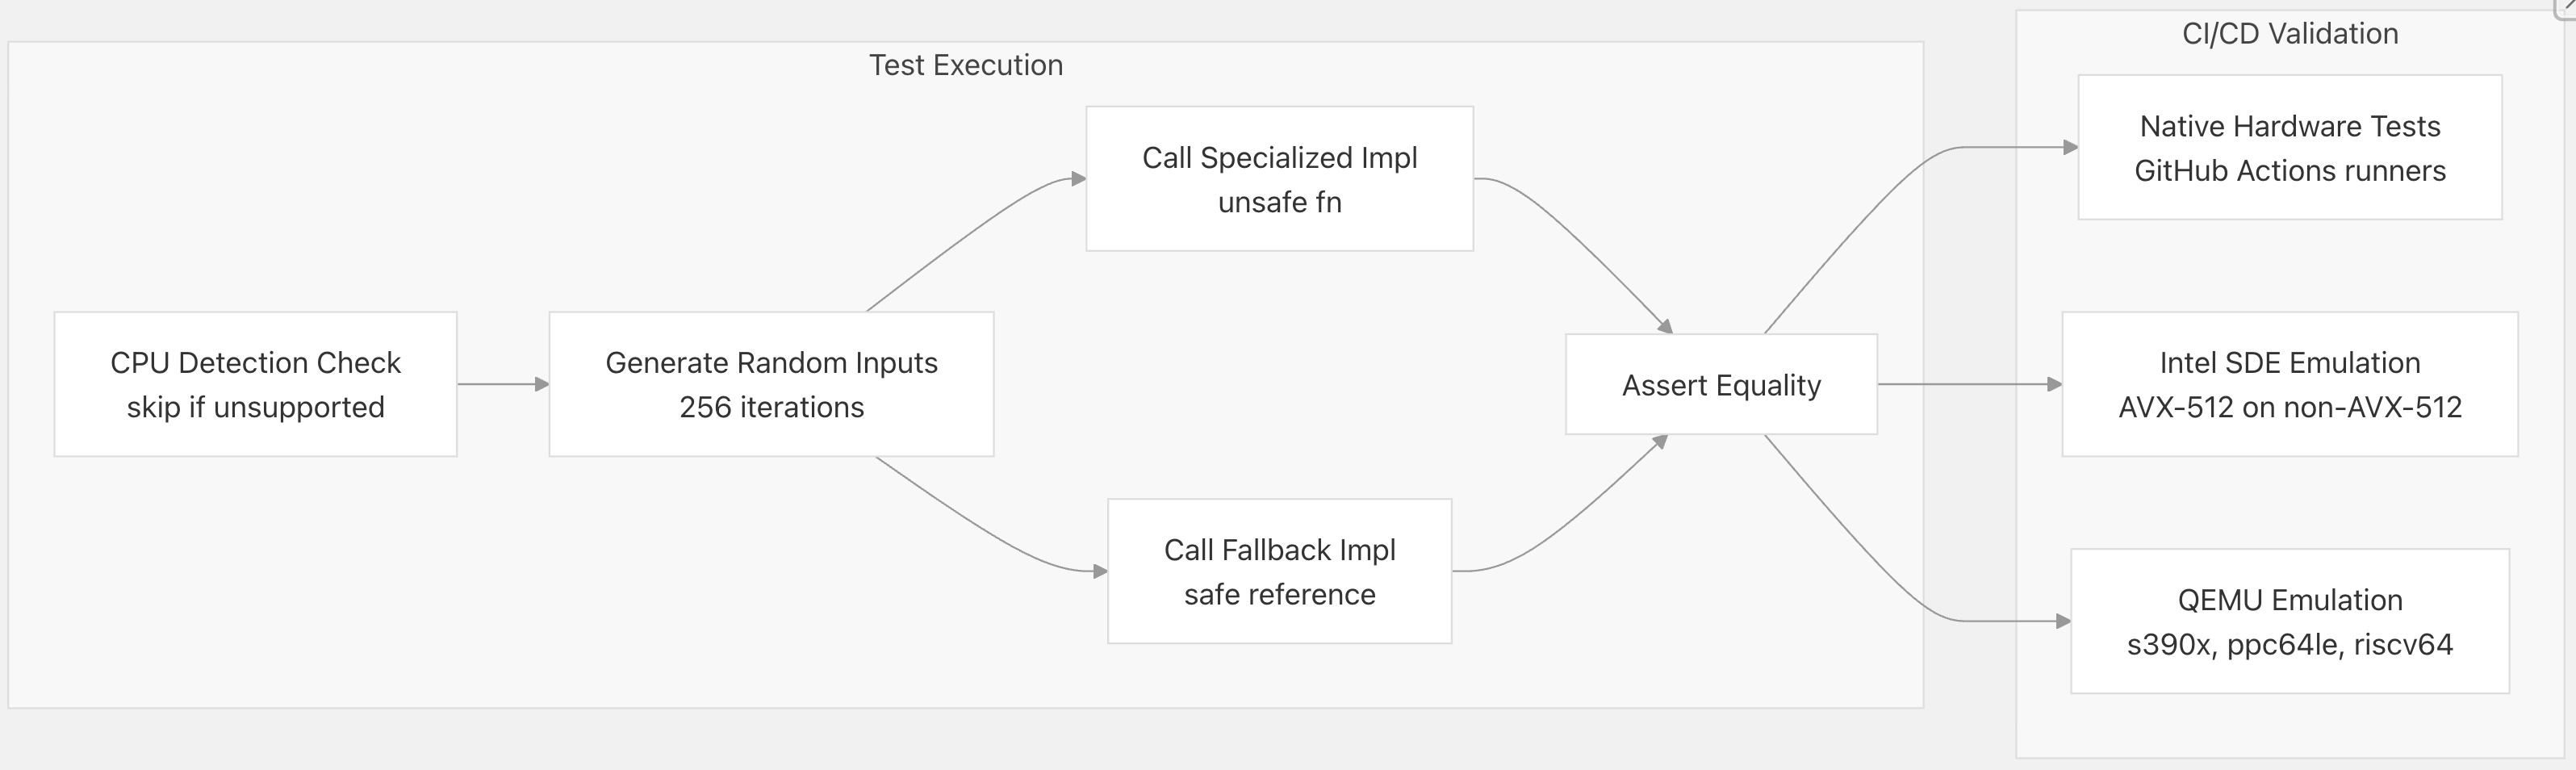 Test Execution
CPU Detection Check
skip if unsupported
Generate Random Inputs
256 iterations
Call Specialized Impl
unsafe fn
Call Fallback Impl
safe reference
Assert Equality
CI/CD Validation
Native Hardware Tests
GitHub Actions runners
Intel SDE Emulation
AVX-512 on non-AVX-512
QEMU Emulation
s390x, ppc64le, riscv64